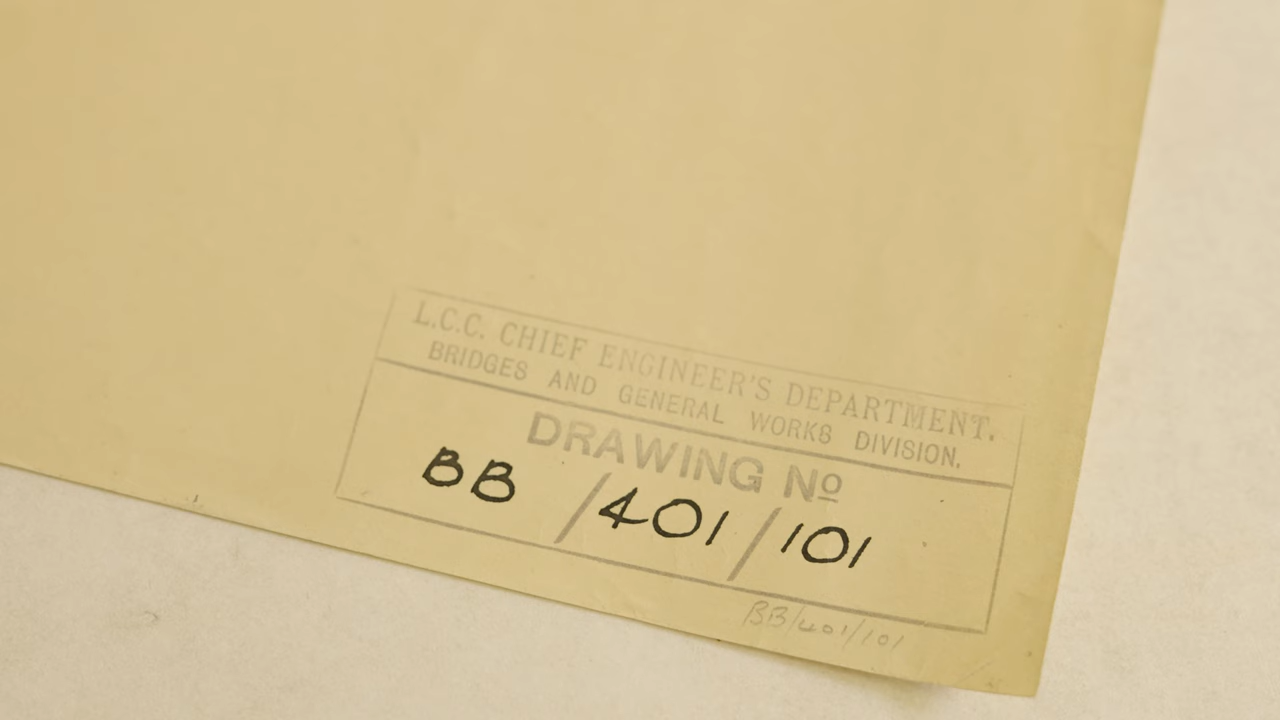 L.C.C. CHIEF ENGINEER'S DEPARTMENT.
BRIDGES AND GENERAL WORKS DIVISION.
DRAWING Nº
BB / 401 / 101
BB/401/101